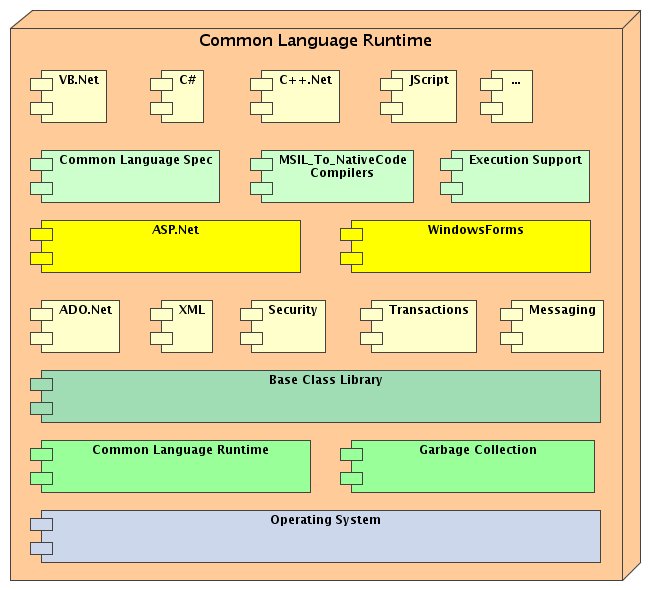 Common Language Runtime
VB.Net
C#
C++.Net
JScript
...
Common Language Spec
MSIL_To_NativeCode
Compilers
Execution Support
ASP.Net
WindowsForms
ADO.Net
XML
Security
Transactions
Messaging
Base Class Library
Common Language Runtime
Garbage Collection
Operating System